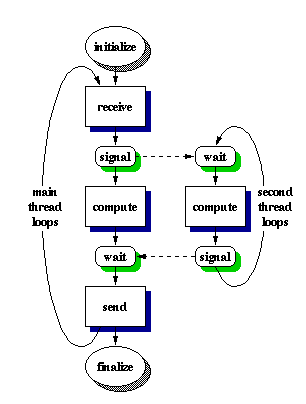 initialize
receive
signal
wait
main
thread
loops
compute
compute
second
thread
loops
wait
signal
send
finalize